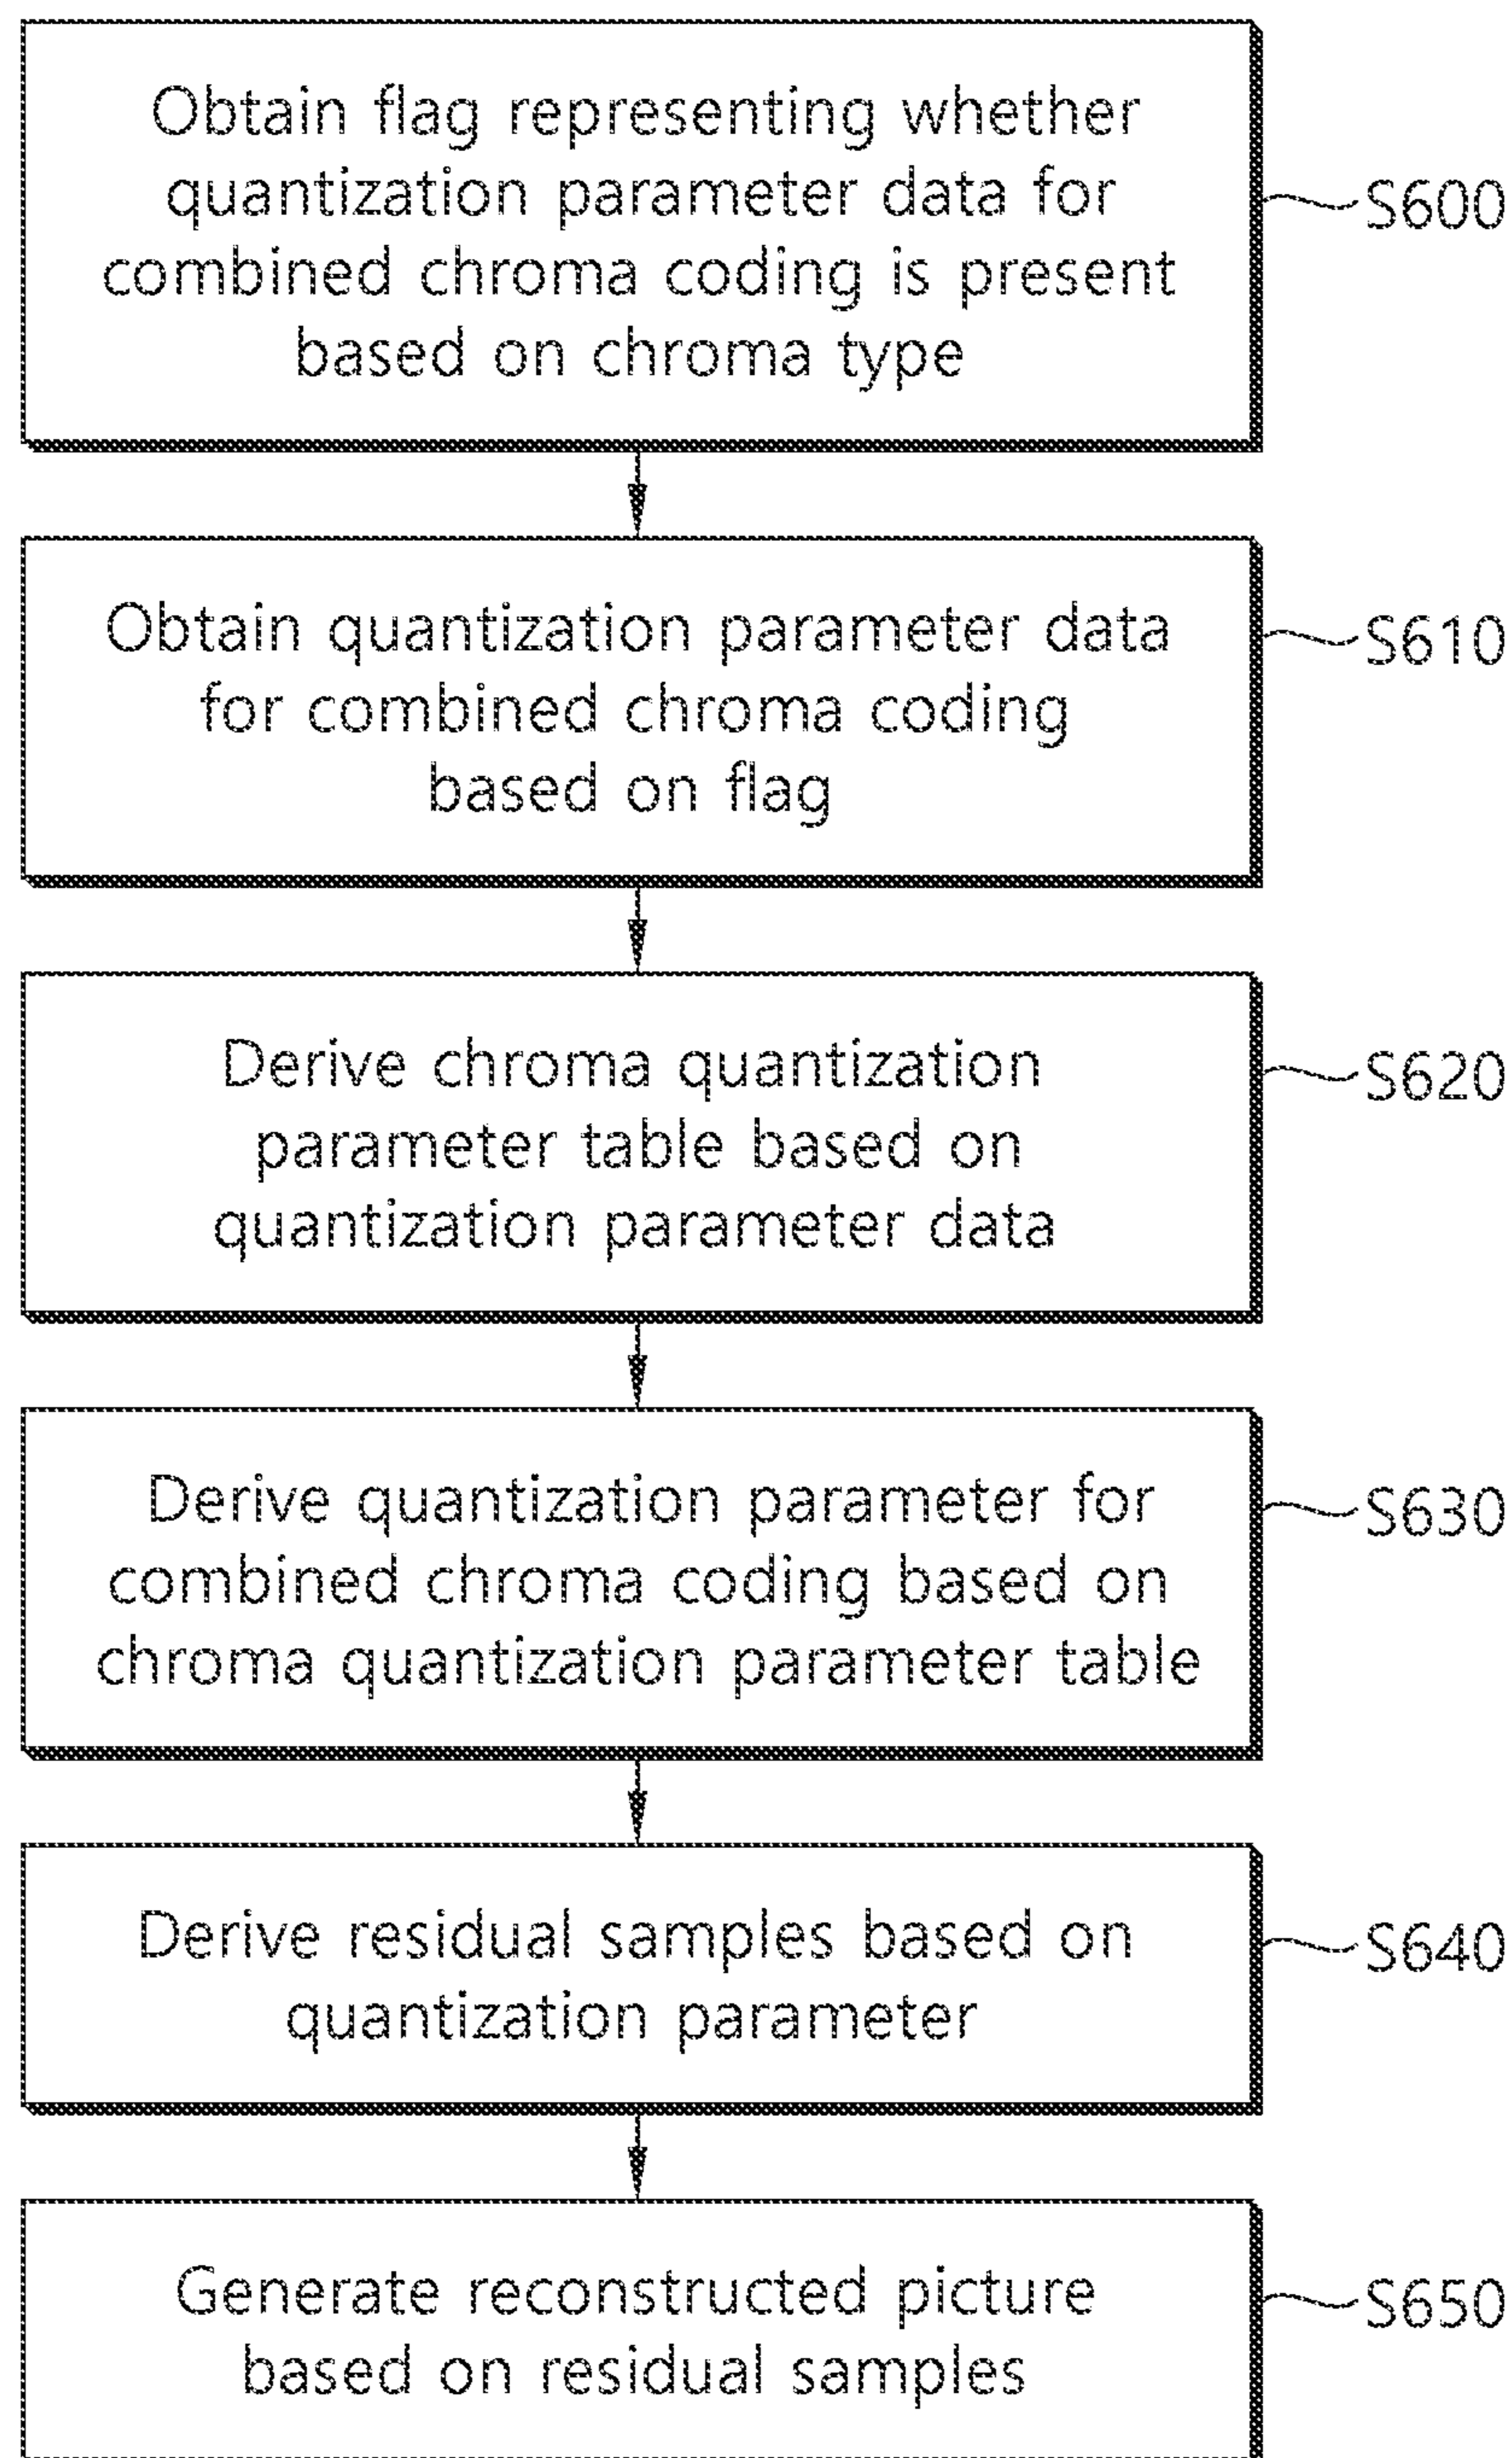 Obtain flag representing whether
quantization parameter data for
combined chroma coding is present
based on chroma type
S600
Obtain quantization parameter data
for combined chroma coding
based on flag
S610
Derive chroma quantization
parameter table based on
quantization parameter data
S620
Derive quantization parameter for
combined chroma coding based on
chroma quantization parameter table
S630
Derive residual samples based on
quantization parameter
S640
Generate reconstructed picture
based on residual samples
S650